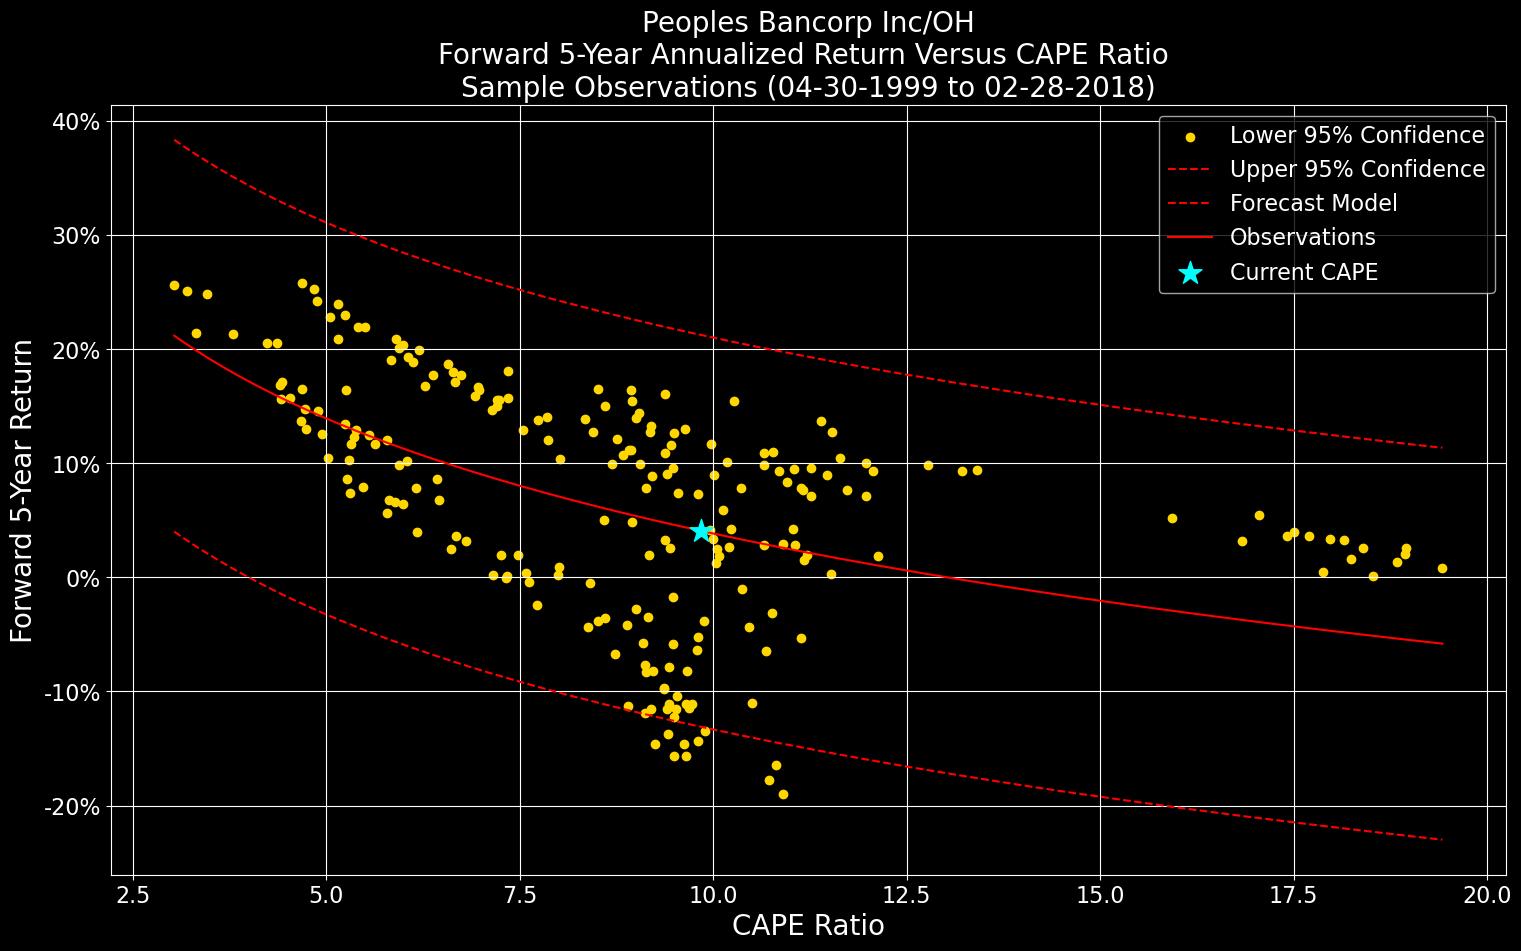 Peoples Bancorp Inc/OH
Forward 5-Year Annualized Return Versus CAPE Ratio
Sample Observations (04-30-1999 to 02-28-2018)
40%
30%
20%
10%
0%
-10%
-20%
Forward 5-Year Return
Lower 95% Confidence
Upper 95% Confidence
Forecast Model
Observations
Current CAPE
2.5 5.0 7.5 10.0 12.5 15.0 17.5 20.0
CAPE Ratio